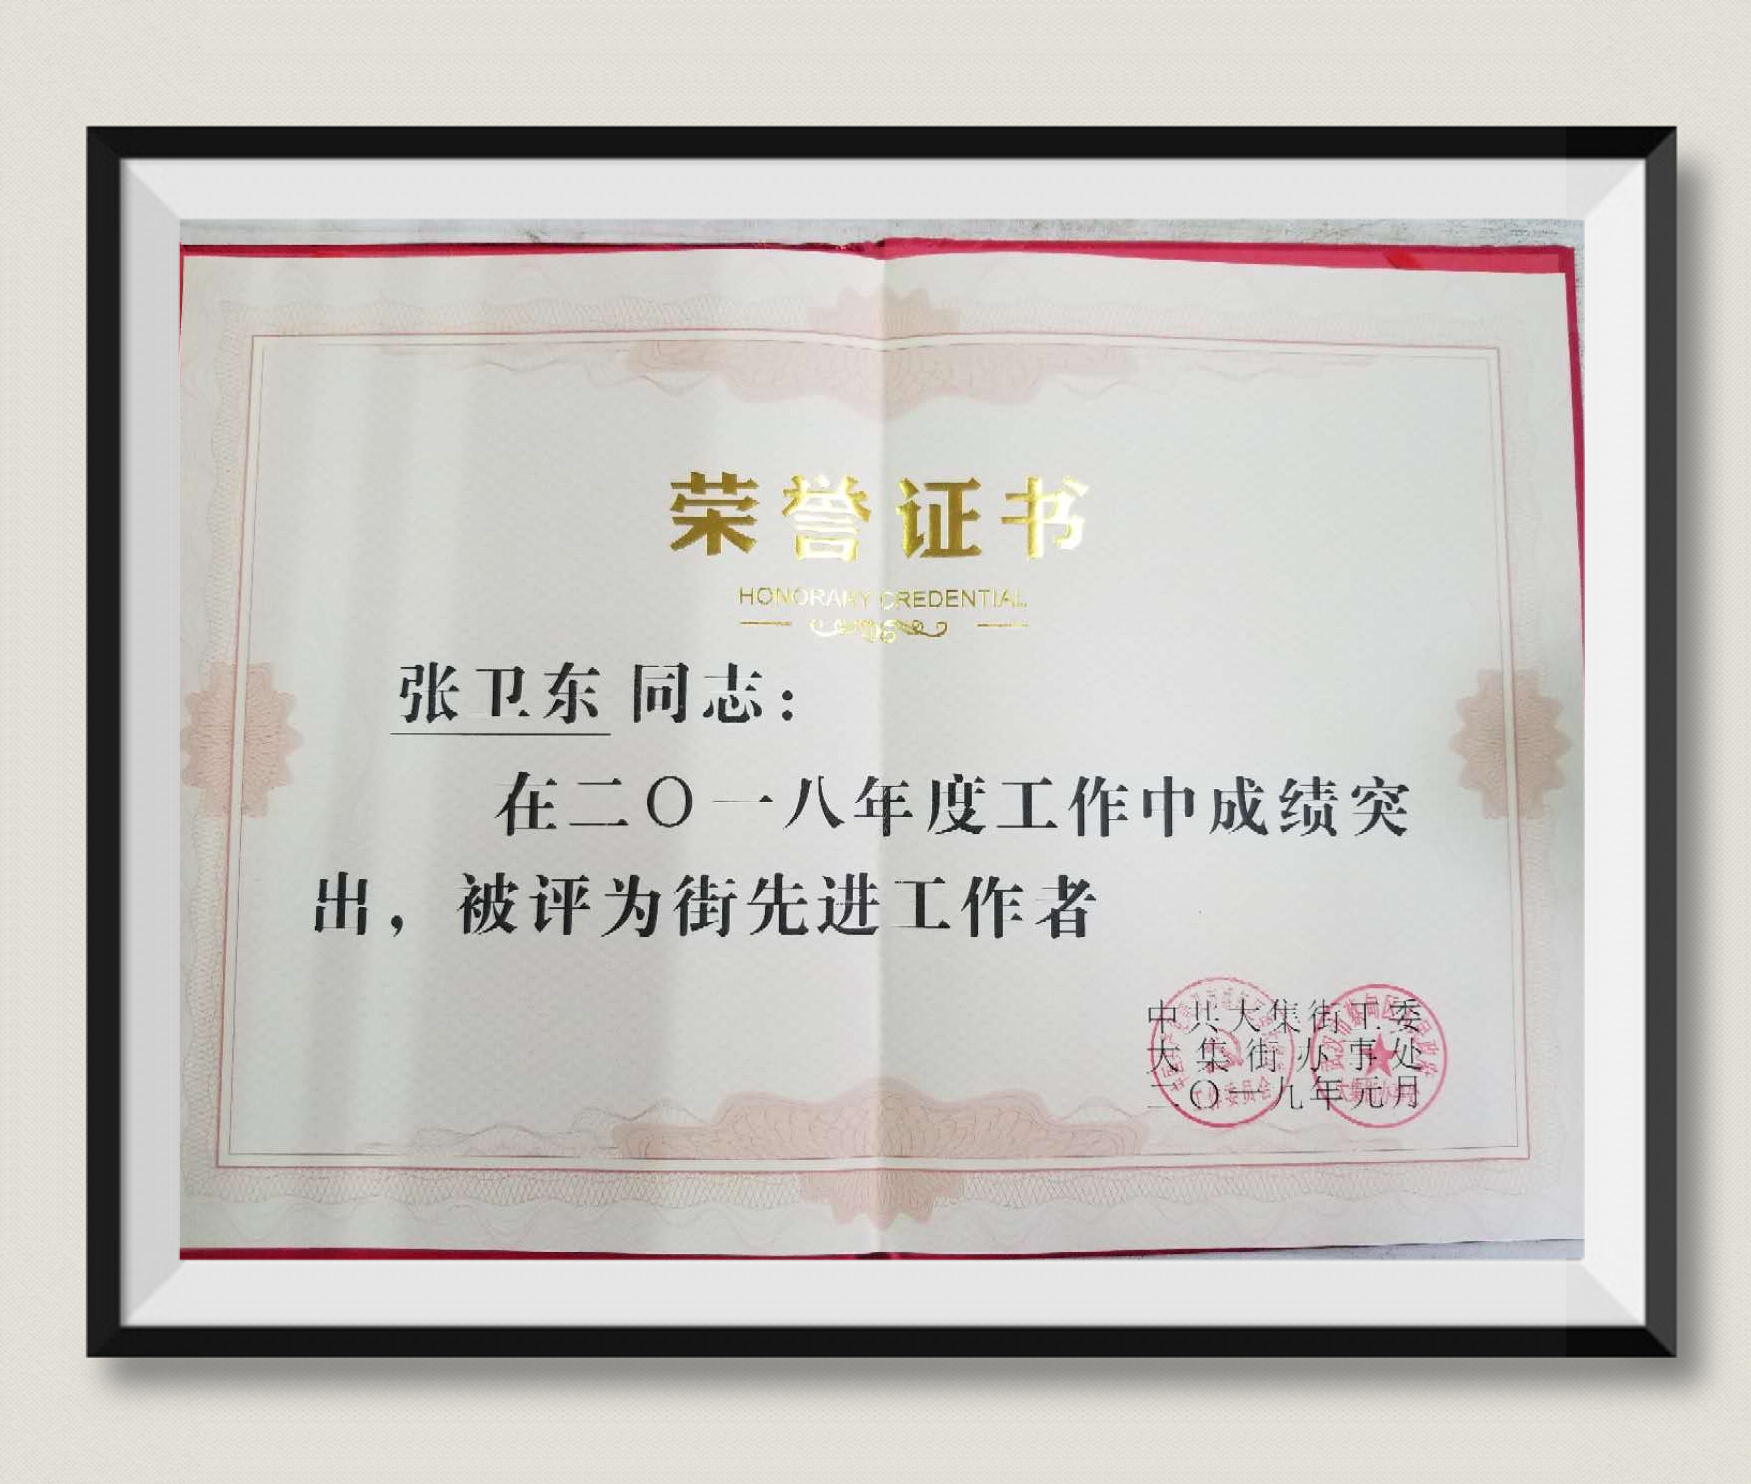 荣誉证书
HONORARY CREDENTIAL
张卫东 同志：
在二〇一八年度工作中成绩突
出，被评为街先进工作者
中共大集街工委
大集街办事处
二〇一九年元月